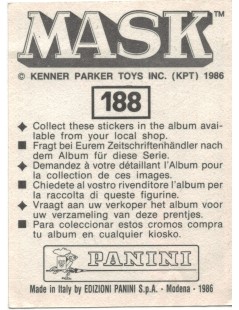 MASK™
© KENNER PARKER TOYS INC. (KPT) 1986
188
◆ Collect these stickers in the album avai-
lable from your local shop.
■ Fragt bei Eurem Zeitschriftenhändler nach
dem Album für diese Serie.
◆ Demandez à votre détaillant l'Album pour
la collection de ces images.
■ Chiedete al vostro rivenditore l'album per
la raccolta di queste figurine.
◆ Vraagt aan uw verkoper het album voor
uw verzameling van deze prentjes.
■ Para coleccionar estos cromos compra
tu album en cualquier kiosko.
PANINI
Made in Italy by EDIZIONI PANINI S.p.A. - Modena - 1986